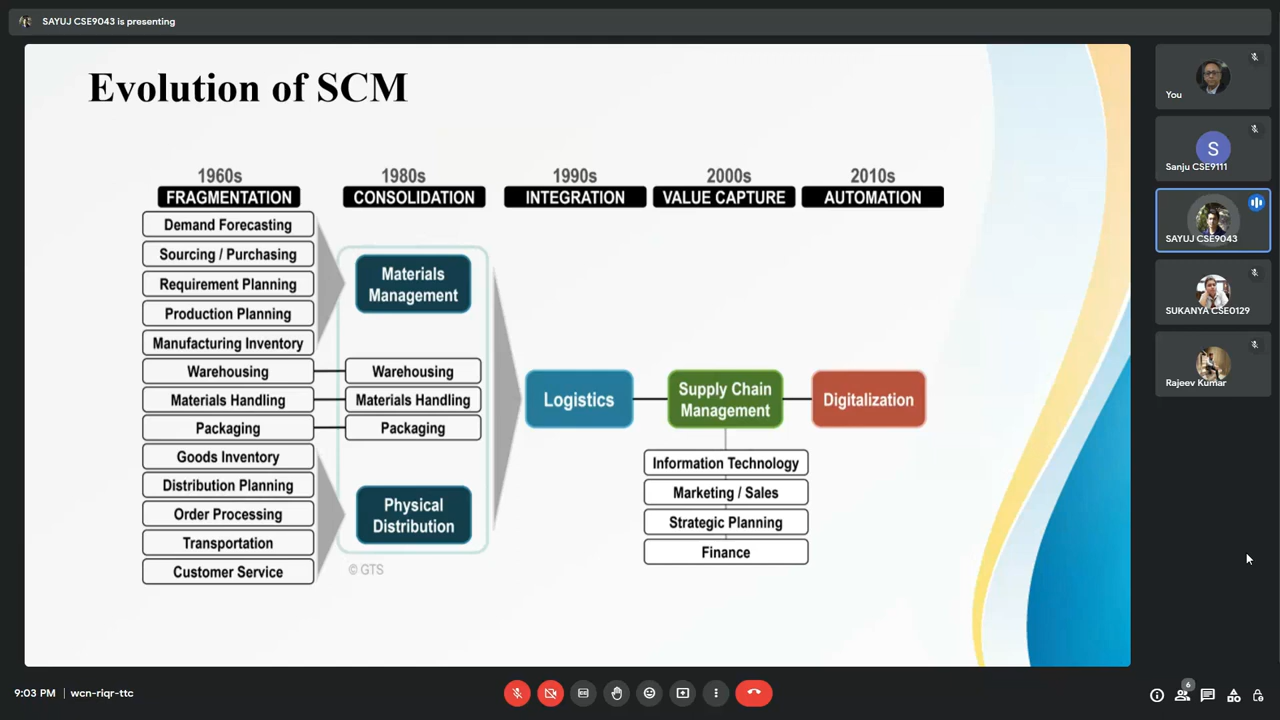 SAYUJ CSE9043 is presenting
Evolution of SCM
1960s
FRAGMENTATION
Demand Forecasting
Sourcing / Purchasing
Requirement Planning
Production Planning
Manufacturing Inventory
Warehousing
Materials Handling
Packaging
Goods Inventory
Distribution Planning
Order Processing
Transportation
Customer Service
1980s
CONSOLIDATION
Materials
Management
Warehousing
Materials Handling
Packaging
Physical
Distribution
© GTS
1990s
INTEGRATION
Logistics
2000s
VALUE CAPTURE
Supply Chain
Management
Information Technology
Marketing / Sales
Strategic Planning
Finance
2010s
AUTOMATION
Digitalization
You
S
Sanju CSE9111
SAYUJ CSE9043
SUKANYA CSE0129
Rajeev Kumar
9:03 PM | wcn-riqr-ttc
6